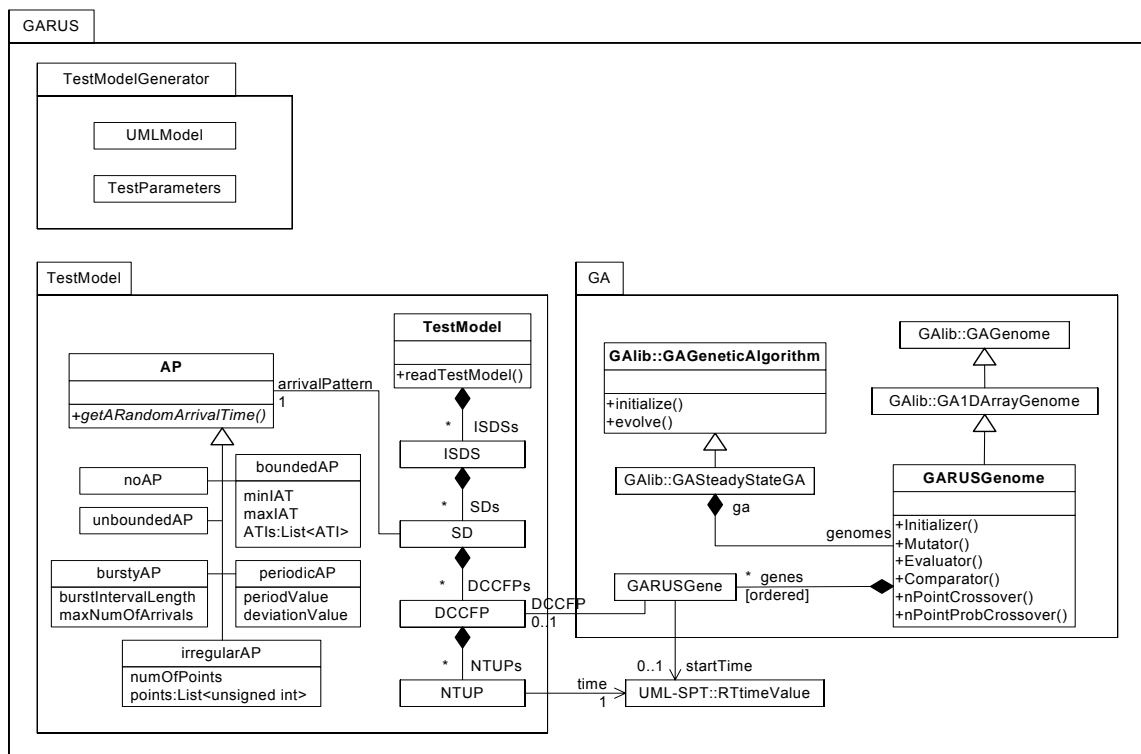 GARUS
TestModelGenerator
UMLModel
TestParameters
TestModel
AP
+getARandomArrivalTime()
arrivalPattern
1
noAP
unboundedAP
boundedAP
minIAT
maxIAT
ATIs:List<ATI>
burstyAP
burstIntervalLength
maxNumOfArrivals
periodicAP
periodValue
deviationValue
irregularAP
numOfPoints
points:List<unsigned int>
TestModel
+readTestModel()
* ISDSs
ISDS
* SDs
SD
* DCCFPs
DCCFP
* NTUPs
NTUP
DCCFP
0..1
time
1
GA
GAlib::GAGeneticAlgorithm
+initialize()
+evolve()
GAlib::GASteadyStateGA
ga
genomes
GAlib::GAGenome
GAlib::GA1DArrayGenome
GARUSGenome
+Initializer()
+Mutator()
+Evaluator()
+Comparator()
+nPointCrossover()
+nPointProbCrossover()
GARUSGene
* genes
[ordered]
0..1 startTime
UML-SPT::RTtimeValue